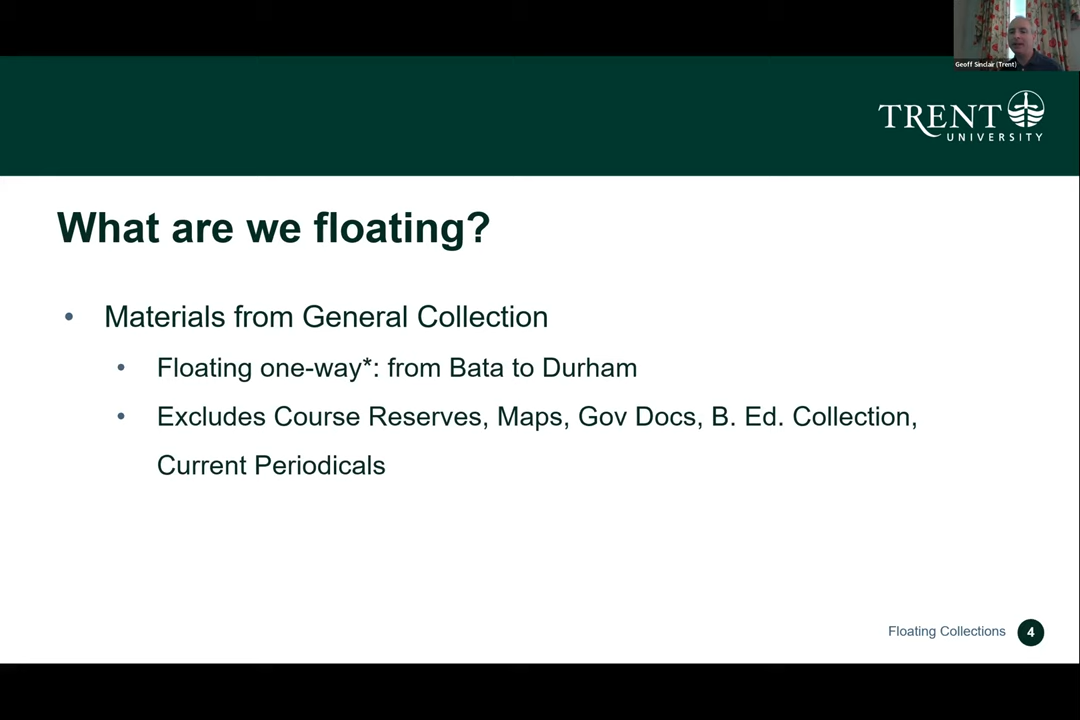 Geoff Sinclair (Trent)
TRENT
UNIVERSITY
What are we floating?
• Materials from General Collection
• Floating one-way*: from Bata to Durham
• Excludes Course Reserves, Maps, Gov Docs, B. Ed. Collection,
Current Periodicals
Floating Collections 4